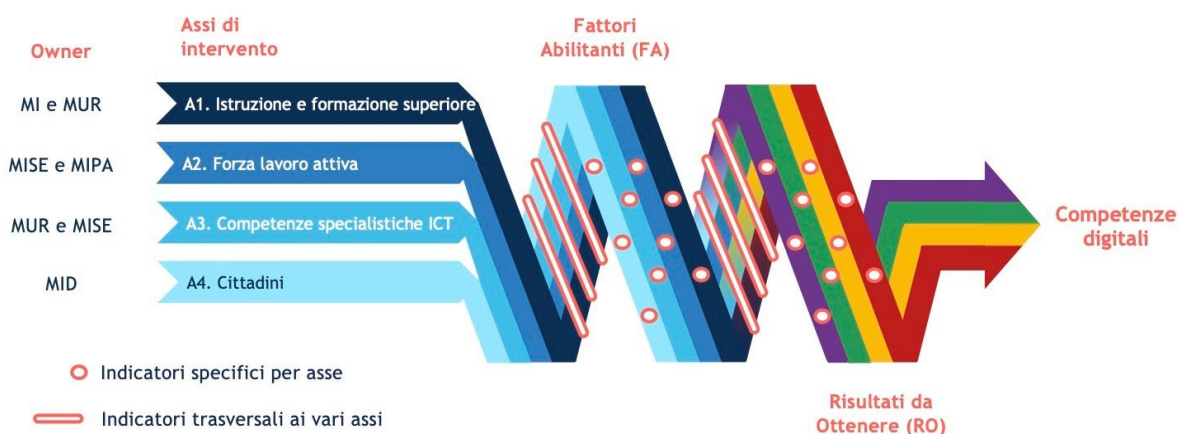 Owner
Assi di
intervento
Fattori
Abilitanti (FA)
MI e MUR
A1. Istruzione e formazione superiore
MISE e MIPA
A2. Forza lavoro attiva
MUR e MISE
A3. Competenze specialistiche ICT
MID
A4. Cittadini
Competenze
digitali
Indicatori specifici per asse
Indicatori trasversali ai vari assi
Risultati da
Ottenere (RO)